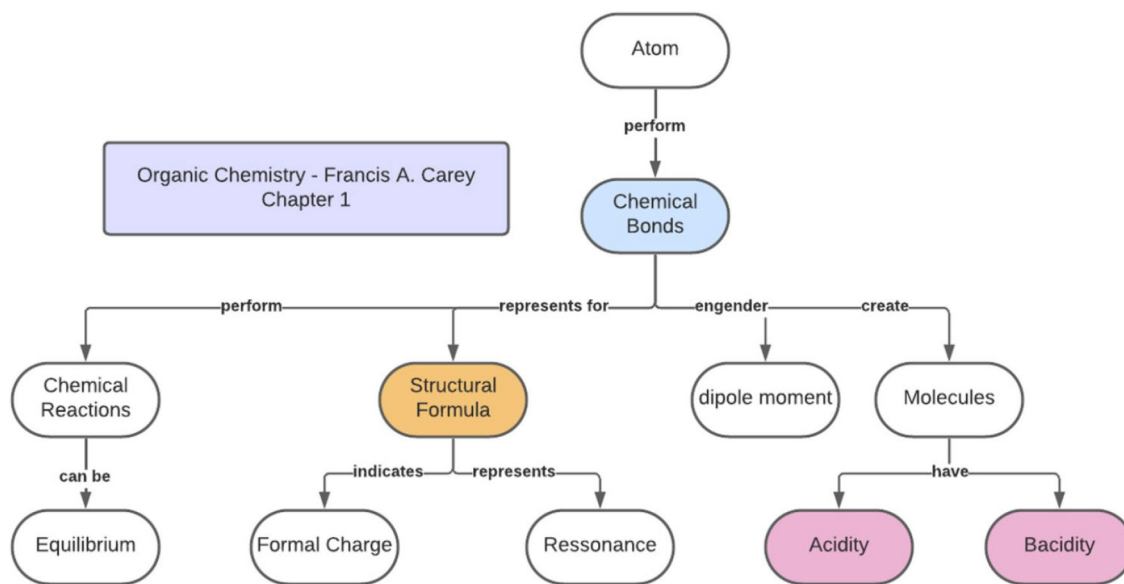 Atom
perform
Organic Chemistry - Francis A. Carey
Chapter 1
Chemical
Bonds
perform
represents for
engender
create
Chemical
Reactions
Structural
Formula
dipole moment
Molecules
can be
indicates
represents
have
Equilibrium
Formal Charge
Ressonance
Acidity
Bacidity